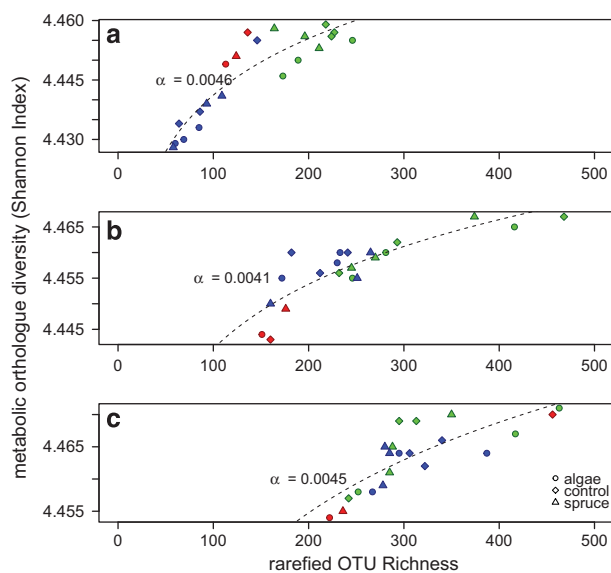 metabolic orthologue diversity (Shannon Index)
a
4.460
4.445
4.430
α = 0.0046
0 100 200 300 400 500
b
4.465
4.455
4.445
α = 0.0041
0 100 200 300 400 500
c
4.465
4.455
α = 0.0045
algae
control
spruce
0 100 200 300 400 500
rarefied OTU Richness